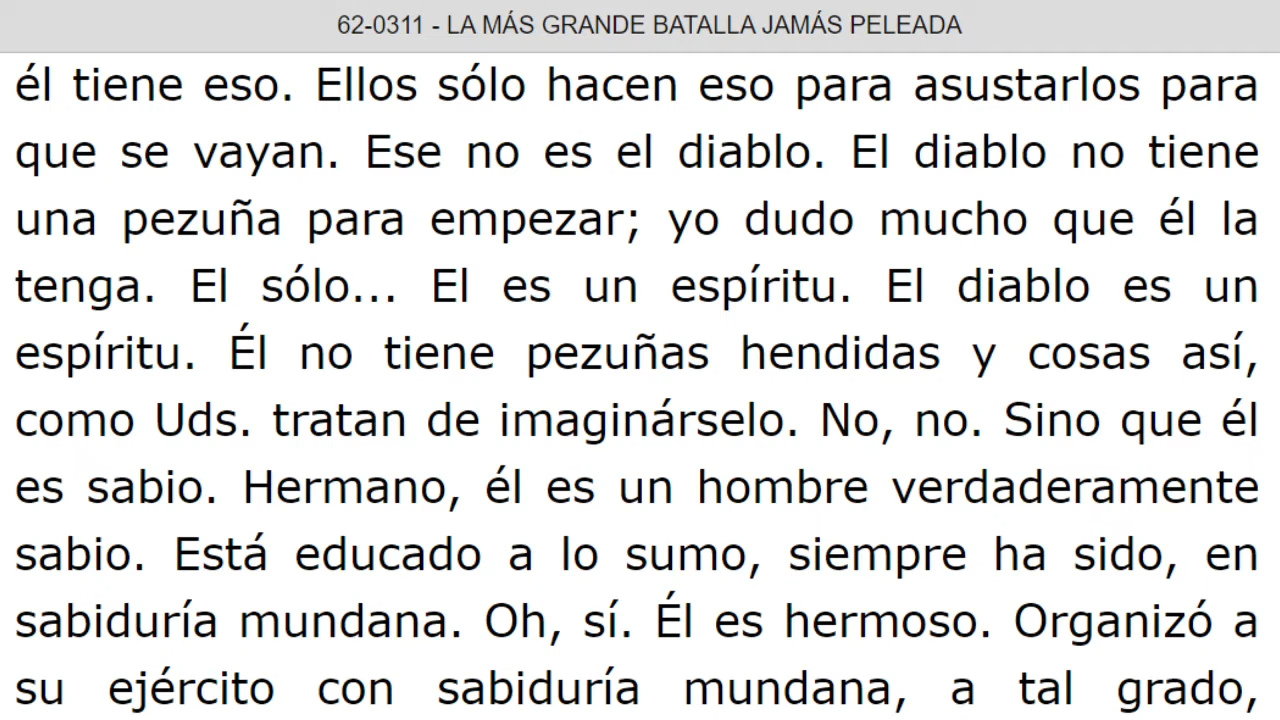 62-0311 - LA MÁS GRANDE BATALLA JAMÁS PELEADA
él tiene eso. Ellos sólo hacen eso para asustarlos para
que se vayan. Ese no es el diablo. El diablo no tiene
una pezuña para empezar; yo dudo mucho que él la
tenga. El sólo... El es un espíritu. El diablo es un
espíritu. Él no tiene pezuñas hendidas y cosas así,
como Uds. tratan de imaginárselo. No, no. Sino que él
es sabio. Hermano, él es un hombre verdaderamente
sabio. Está educado a lo sumo, siempre ha sido, en
sabiduría mundana. Oh, sí. Él es hermoso. Organizó a
su ejército con sabiduría mundana, a tal grado,